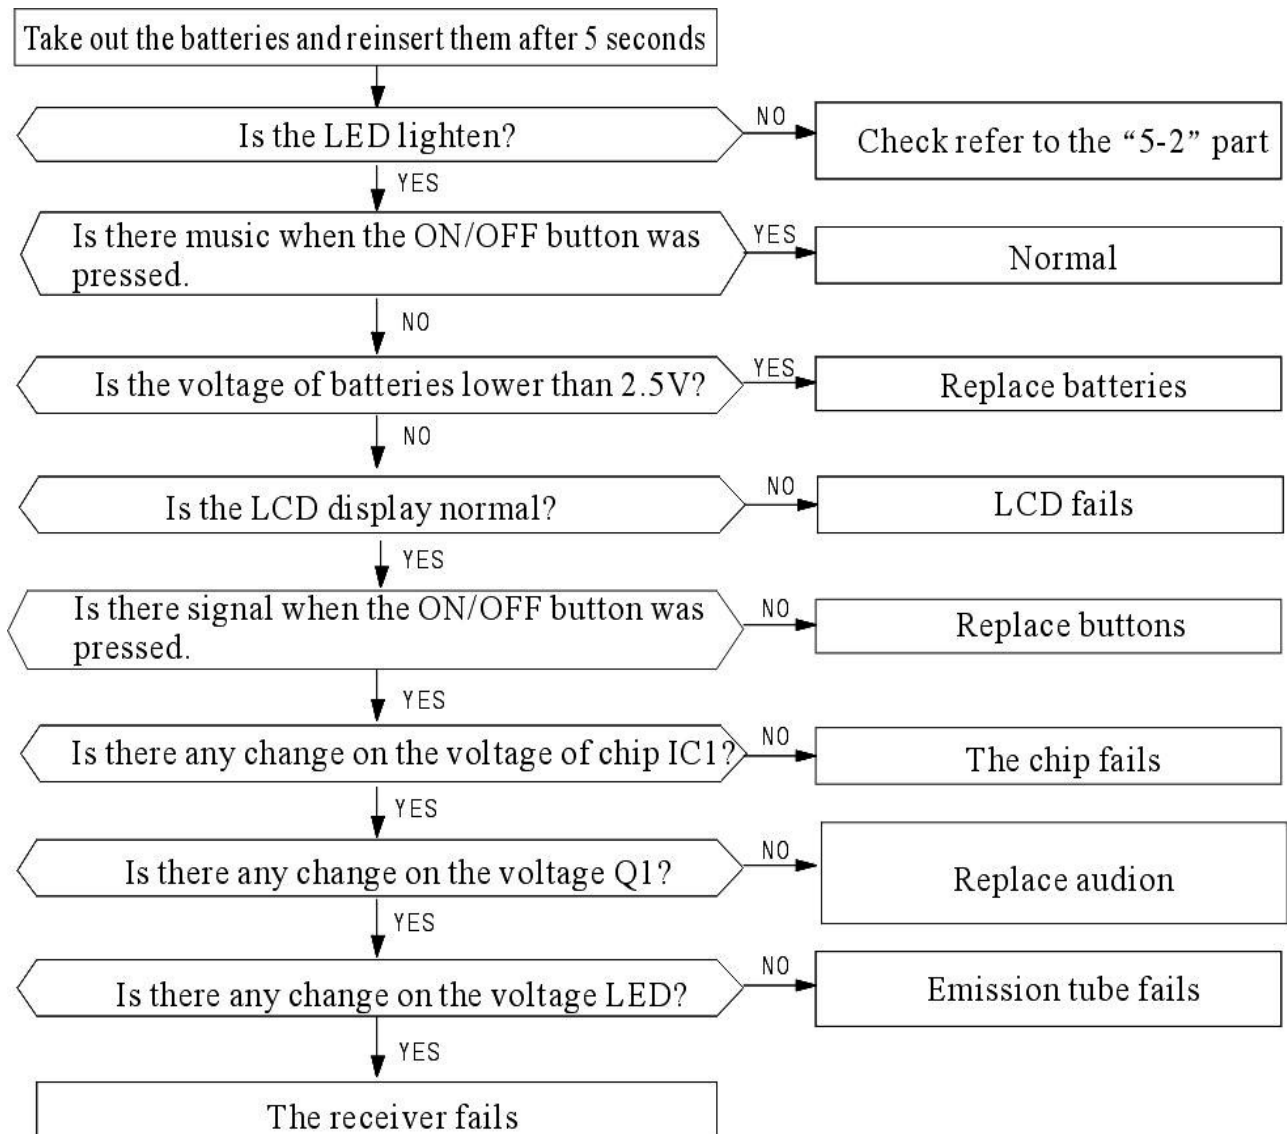 Take out the batteries and reinsert them after 5 seconds
Is the LED lighten?
NO
Check refer to the “5-2” part
YES
Is there music when the ON/OFF button was
pressed.
YES
Normal
NO
Is the voltage of batteries lower than 2.5V?
YES
Replace batteries
NO
Is the LCD display normal?
NO
LCD fails
YES
Is there signal when the ON/OFF button was
pressed.
NO
Replace buttons
YES
Is there any change on the voltage of chip IC1?
NO
The chip fails
YES
Is there any change on the voltage Q1?
NO
Replace audion
YES
Is there any change on the voltage LED?
NO
Emission tube fails
YES
The receiver fails